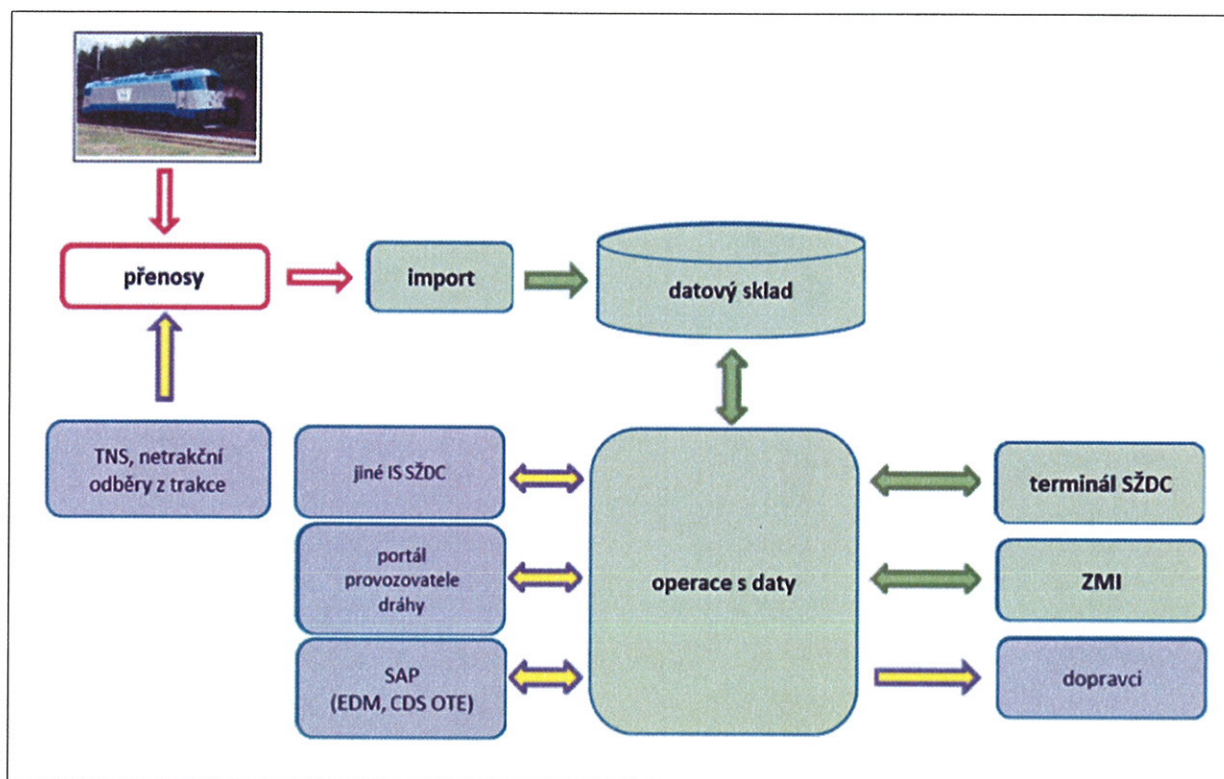 přenosy
import
datový sklad
TNS, netrakční
odběry z trakce
jiné IS SŽDC
portál
provozovatele
dráhy
SAP
(EDM, CDS OTE)
operace s daty
terminál SŽDC
ZMI
dopravci